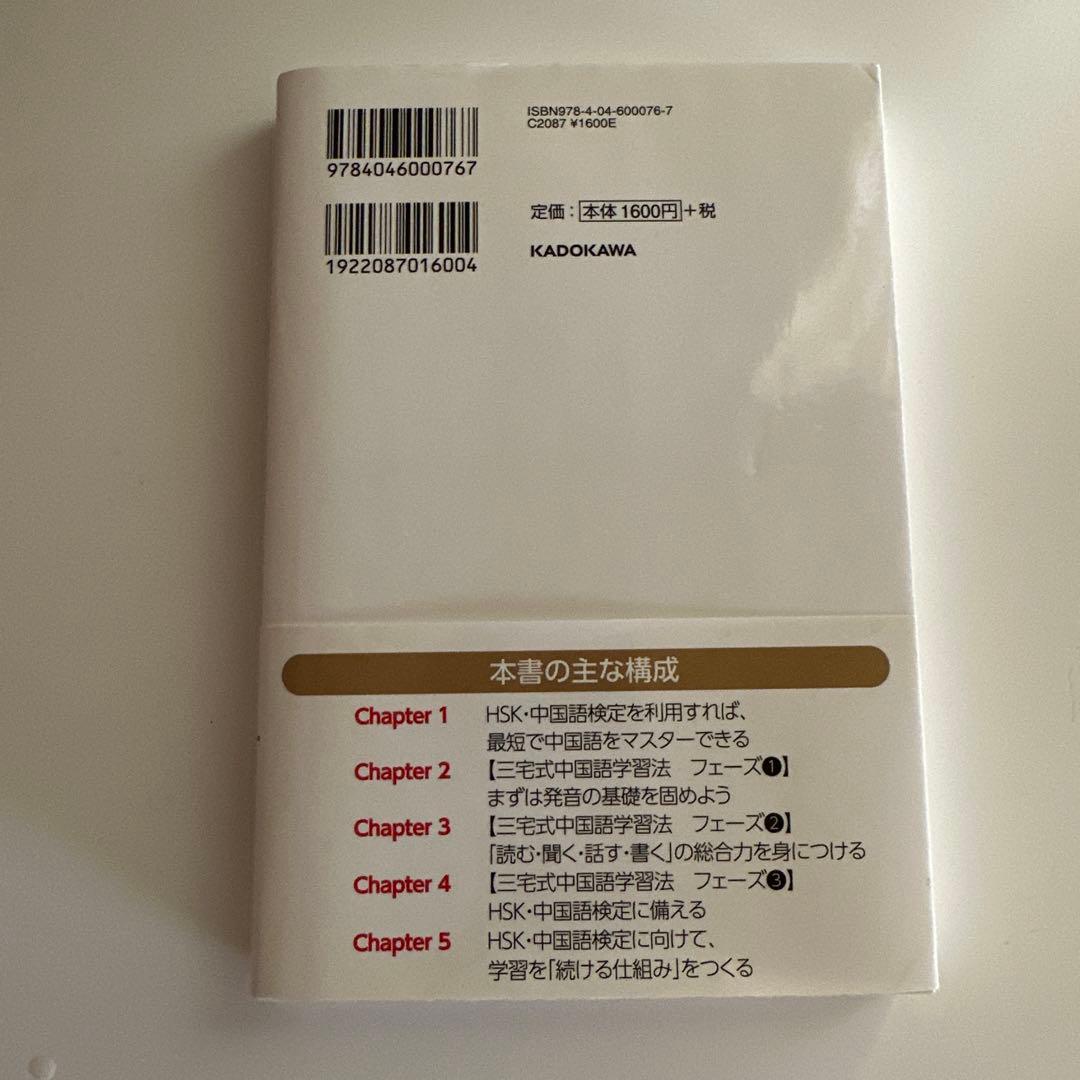 ISBN978-4-04-600076-7
C2087 ¥1600E
9784046000767
定価：本体1600円+税
KADOKAWA
1922087016004
本書の主な構成
Chapter 1 HSK・中国語検定を利用すれば、
最短で中国語をマスターできる
Chapter 2 【三宅式中国語学習法　フェーズ❶】
まずは発音の基礎を固めよう
Chapter 3 【三宅式中国語学習法　フェーズ❷】
「読む・聞く・話す・書く」の総合力を身につける
Chapter 4 【三宅式中国語学習法　フェーズ❸】
HSK・中国語検定に備える
Chapter 5 HSK・中国語検定に向けて、
学習を「続ける仕組み」をつくる